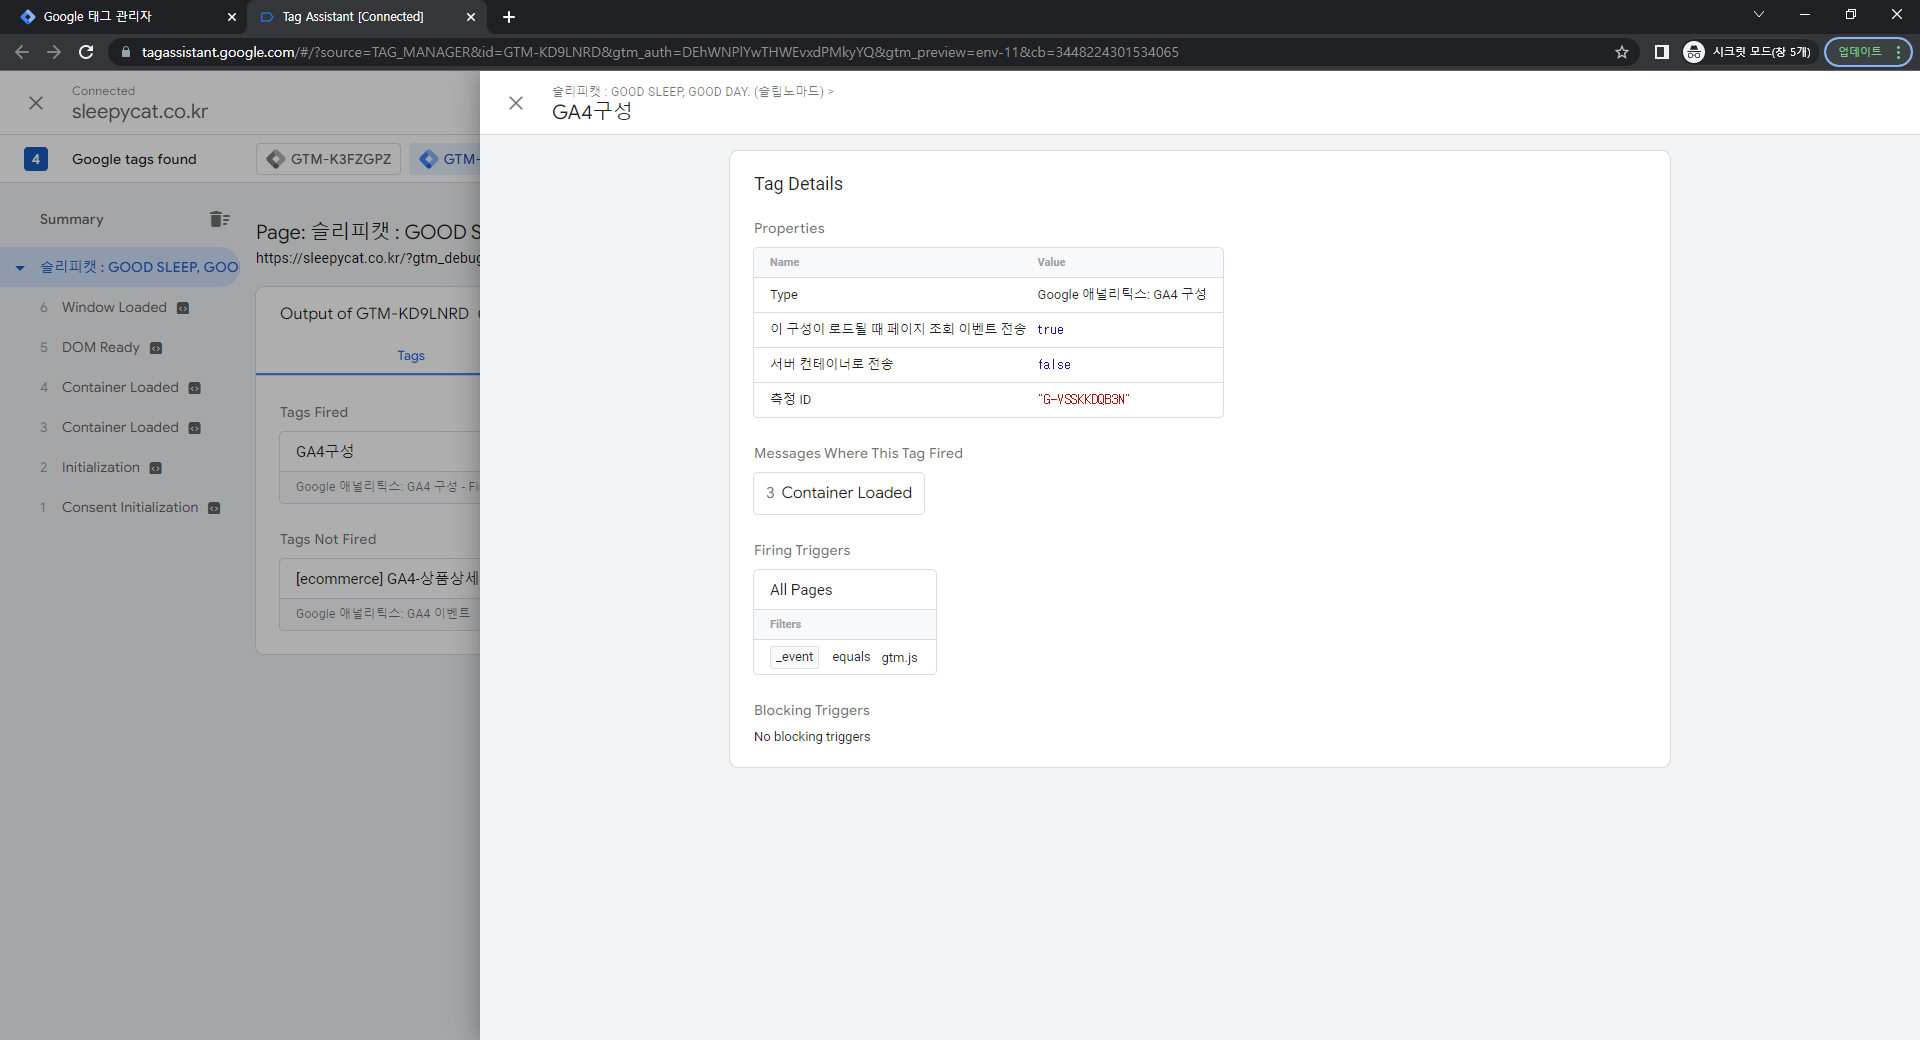 Google 태그 관리자
Tag Assistant [Connected]
tagassistant.google.com/#/?source=TAG_MANAGER&id=GTM-KD9LNRD&gtm_auth=DEhWNPlYwTHWEvxdPMkyYQ&gtm_preview=env-11&cb=3448224301534065
시크릿 모드(창 5개)
업데이트
Connected
sleepycat.co.kr
슬리피캣 : GOOD SLEEP, GOOD DAY. (슬립노마드) >
GA4구성
4
Google tags found
GTM-K3FZGPZ
GTM-
Summary
슬리피캣 : GOOD SLEEP, GOO
6 Window Loaded
5 DOM Ready
4 Container Loaded
3 Container Loaded
2 Initialization
1 Consent Initialization
Page: 슬리피캣 : GOOD S
https://sleepycat.co.kr/?gtm_debug
Output of GTM-KD9LNRD
Tags
Tags Fired
GA4구성
Google 애널리틱스: GA4 구성 - Fi
Tags Not Fired
[ecommerce] GA4-상품상세
Google 애널리틱스: GA4 이벤트
Tag Details
Properties
Name Value
Type Google 애널리틱스: GA4 구성
이 구성이 로드될 때 페이지 조회 이벤트 전송 true
서버 컨테이너로 전송 false
측정 ID "G-VSSKKDQB3N"
Messages Where This Tag Fired
3 Container Loaded
Firing Triggers
All Pages
Filters
_event equals gtm.js
Blocking Triggers
No blocking triggers